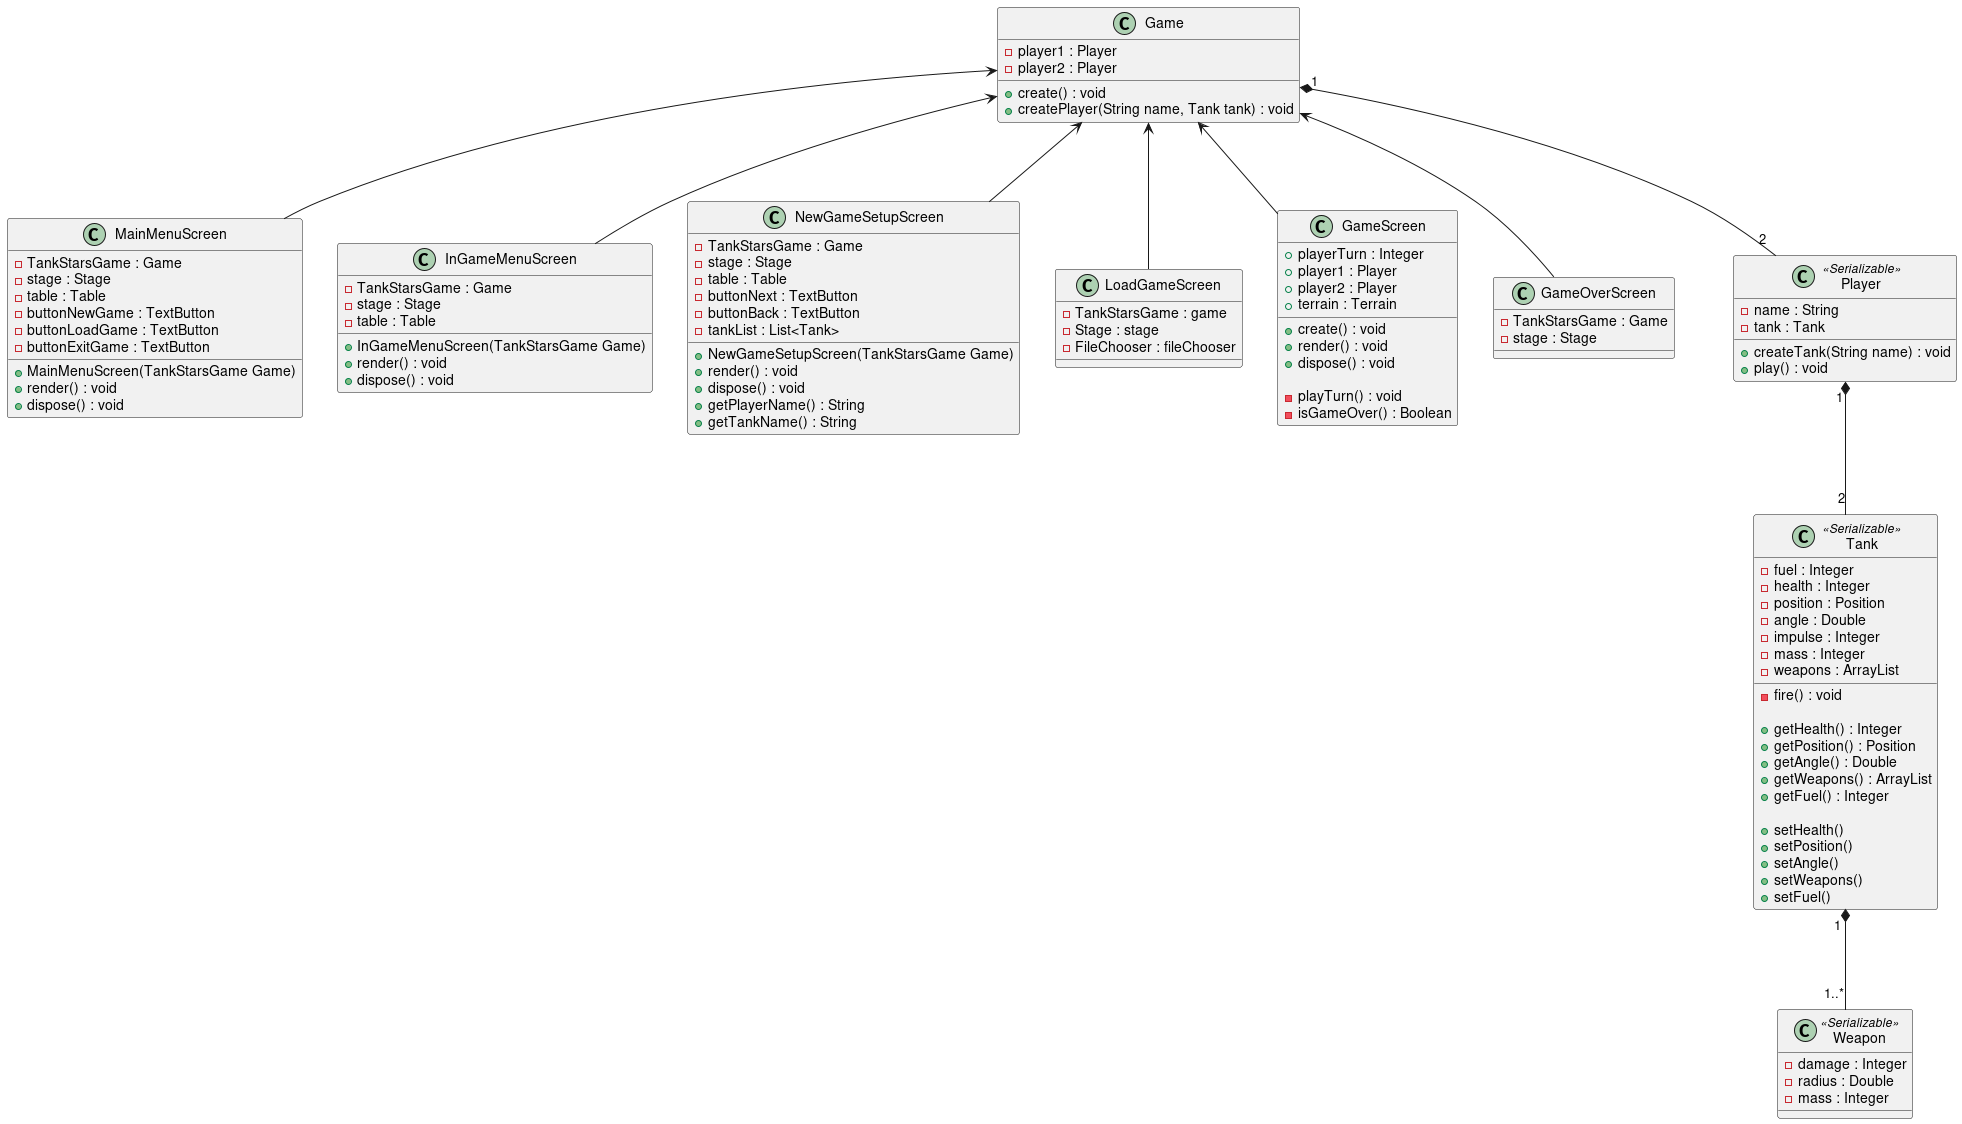 C Game
player1 : Player
player2 : Player
create() : void
createPlayer(String name, Tank tank) : void
1
2
C MainMenuScreen
TankStarsGame : Game
stage : Stage
table : Table
buttonNewGame : TextButton
buttonLoadGame : TextButton
buttonExitGame : TextButton
MainMenuScreen(TankStarsGame Game)
render() : void
dispose() : void
C InGameMenuScreen
TankStarsGame : Game
stage : Stage
table : Table
InGameMenuScreen(TankStarsGame Game)
render() : void
dispose() : void
C NewGameSetupScreen
TankStarsGame : Game
stage : Stage
table : Table
buttonNext : TextButton
buttonBack : TextButton
tankList : List<Tank>
NewGameSetupScreen(TankStarsGame Game)
render() : void
dispose() : void
getPlayerName() : String
getTankName() : String
C LoadGameScreen
TankStarsGame : game
Stage : stage
FileChooser : fileChooser
C GameScreen
playerTurn : Integer
player1 : Player
player2 : Player
terrain : Terrain
create() : void
render() : void
dispose() : void
playTurn() : void
isGameOver() : Boolean
C GameOverScreen
TankStarsGame : Game
stage : Stage
«Serializable»
C Player
name : String
tank : Tank
createTank(String name) : void
play() : void
1
2
«Serializable»
C Tank
fuel : Integer
health : Integer
position : Position
angle : Double
impulse : Integer
mass : Integer
weapons : ArrayList
fire() : void
getHealth() : Integer
getPosition() : Position
getAngle() : Double
getWeapons() : ArrayList
getFuel() : Integer
setHealth()
setPosition()
setAngle()
setWeapons()
setFuel()
1
1..*
«Serializable»
C Weapon
damage : Integer
radius : Double
mass : Integer